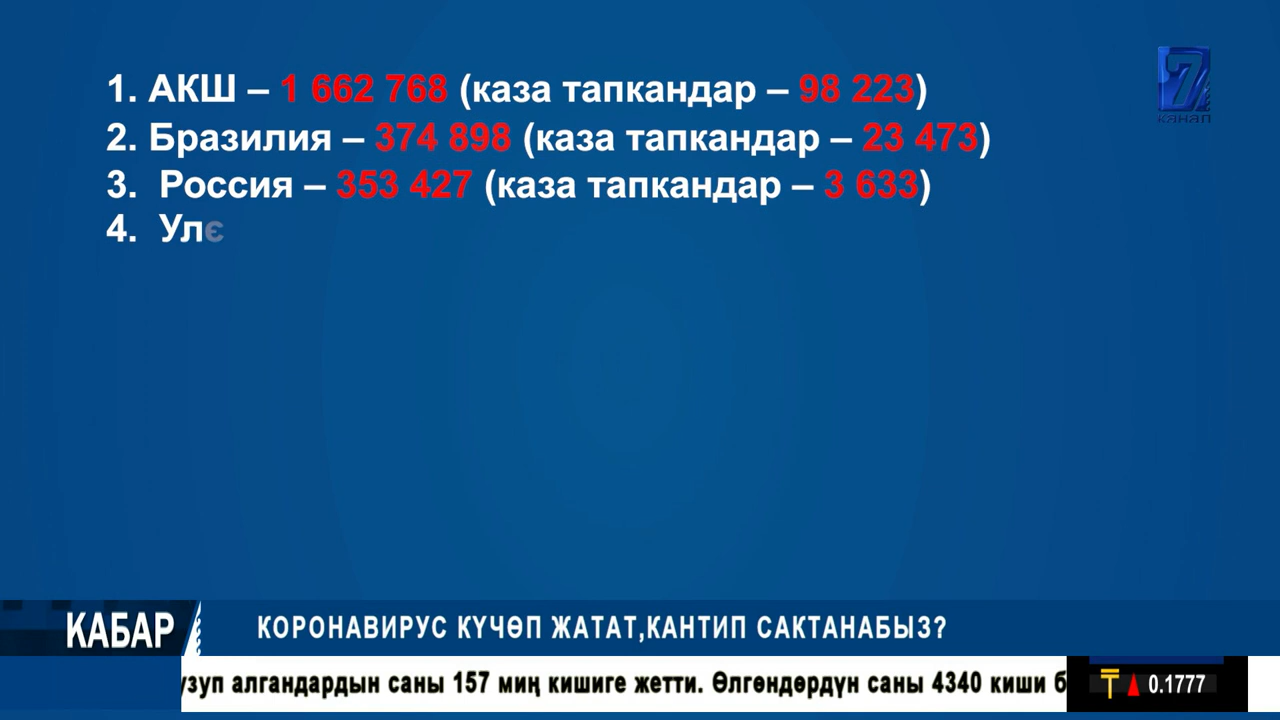 1. АКШ – 1 662 768 (каза тапкандар – 98 223)
2. Бразилия – 374 898 (каза тапкандар – 23 473)
3. Россия – 353 427 (каза тапкандар – 3 633)
4. Ул
7 канал
КАБАР
КОРОНАВИРУС КҮЧӨП ЖАТАТ,КАНТИП САКТАНАБЫЗ?
алгандардын саны 157 миң кишиге жетти. Өлгөндөрдүн саны 4340 киши
₸ ▲ 0.1777